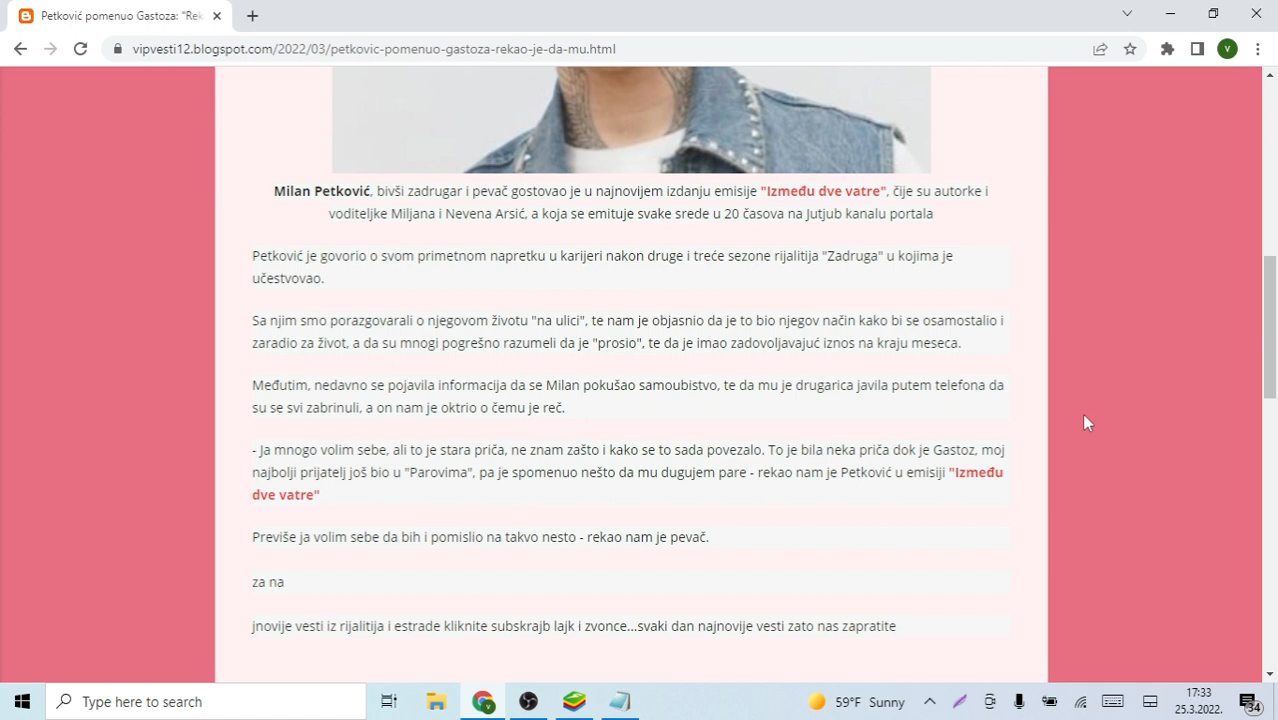 Petković pomenuo Gastoza: "Rek
vipvesti12.blogspot.com/2022/03/petkovic-pomenuo-gastoza-rekao-je-da-mu.html
V
Milan Petković, bivši zadrugar i pevač gostovao je u najnovijem izdanju emisije "Između dve vatre", čije su autorke i
voditeljke Miljana i Nevena Arsić, a koja se emituje svake srede u 20 časova na Jutjub kanalu portala
Petković je govorio o svom primetnom napretku u karijeri nakon druge i treće sezone rijalitija "Zadruga" u kojima je
učestvovao.
Sa njim smo porazgovarali o njegovom životu "na ulici", te nam je objasnio da je to bio njegov način kako bi se osamostalio i
zaradio za život, a da su mnogi pogrešno razumeli da je "prosio", te da je imao zadovoljavajuć iznos na kraju meseca.
Međutim, nedavno se pojavila informacija da se Milan pokušao samoubistvo, te da mu je drugarica javila putem telefona da
su se svi zabrinuli, a on nam je oktrio o čemu je reč.
- Ja mnogo volim sebe, ali to je stara priča, ne znam zašto i kako se to sada povezalo. To je bila neka priča dok je Gastoz, moj
najbolji prijatelj još bio u "Parovima", pa je spomenuo nešto da mu dugujem pare - rekao nam je Petković u emisiji "Između
dve vatre"
Previše ja volim sebe da bih i pomislio na takvo nesto - rekao nam je pevač.
za na
jnovije vesti iz rijalitija i estrade kliknite subskrajb lajk i zvonce...svaki dan najnovije vesti zato nas zapratite
Type here to search
59°F Sunny
17:33
25.3.2022.
34